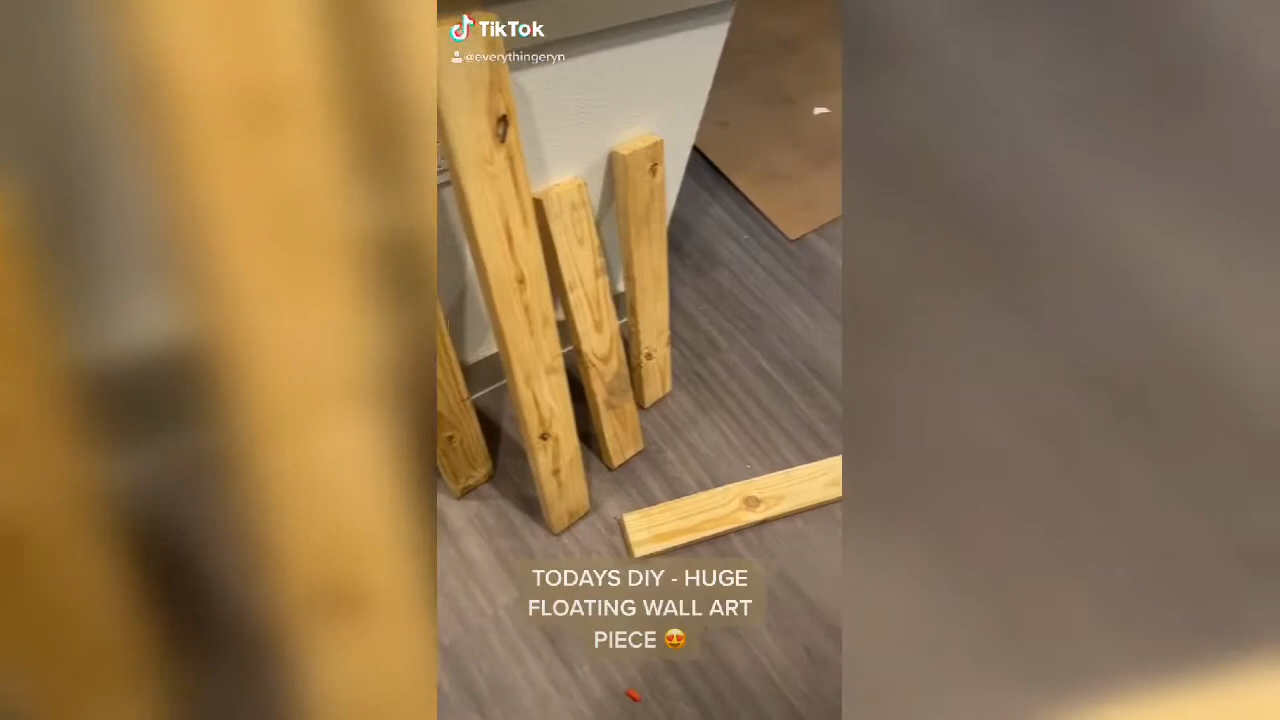 TikTok
@everythingeryn
TODAYS DIY - HUGE
FLOATING WALL ART
PIECE 😍